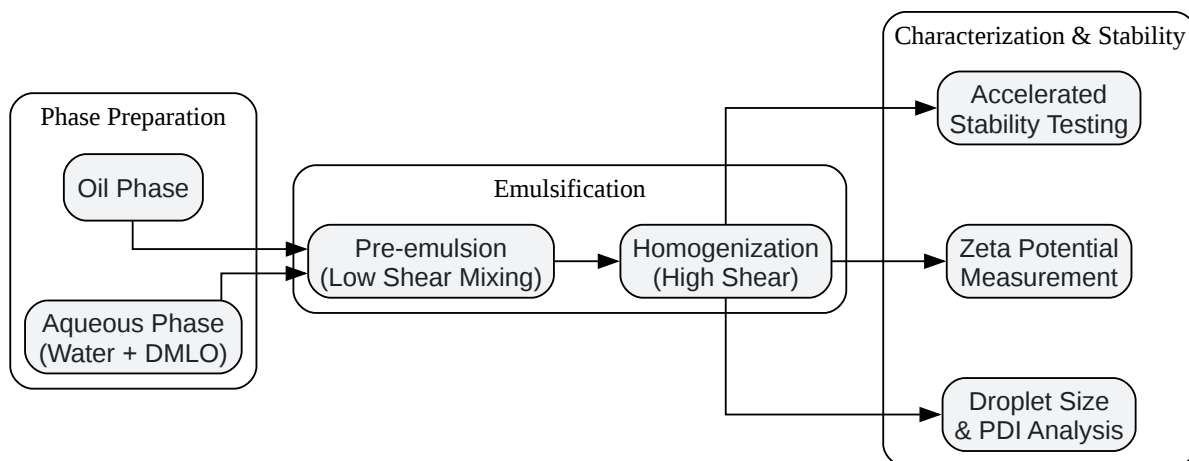 Phase Preparation
Oil Phase
Aqueous Phase
(Water + DMLO)
Emulsification
Pre-emulsion
(Low Shear Mixing)
Homogenization
(High Shear)
Characterization & Stability
Accelerated
Stability Testing
Zeta Potential
Measurement
Droplet Size
& PDI Analysis